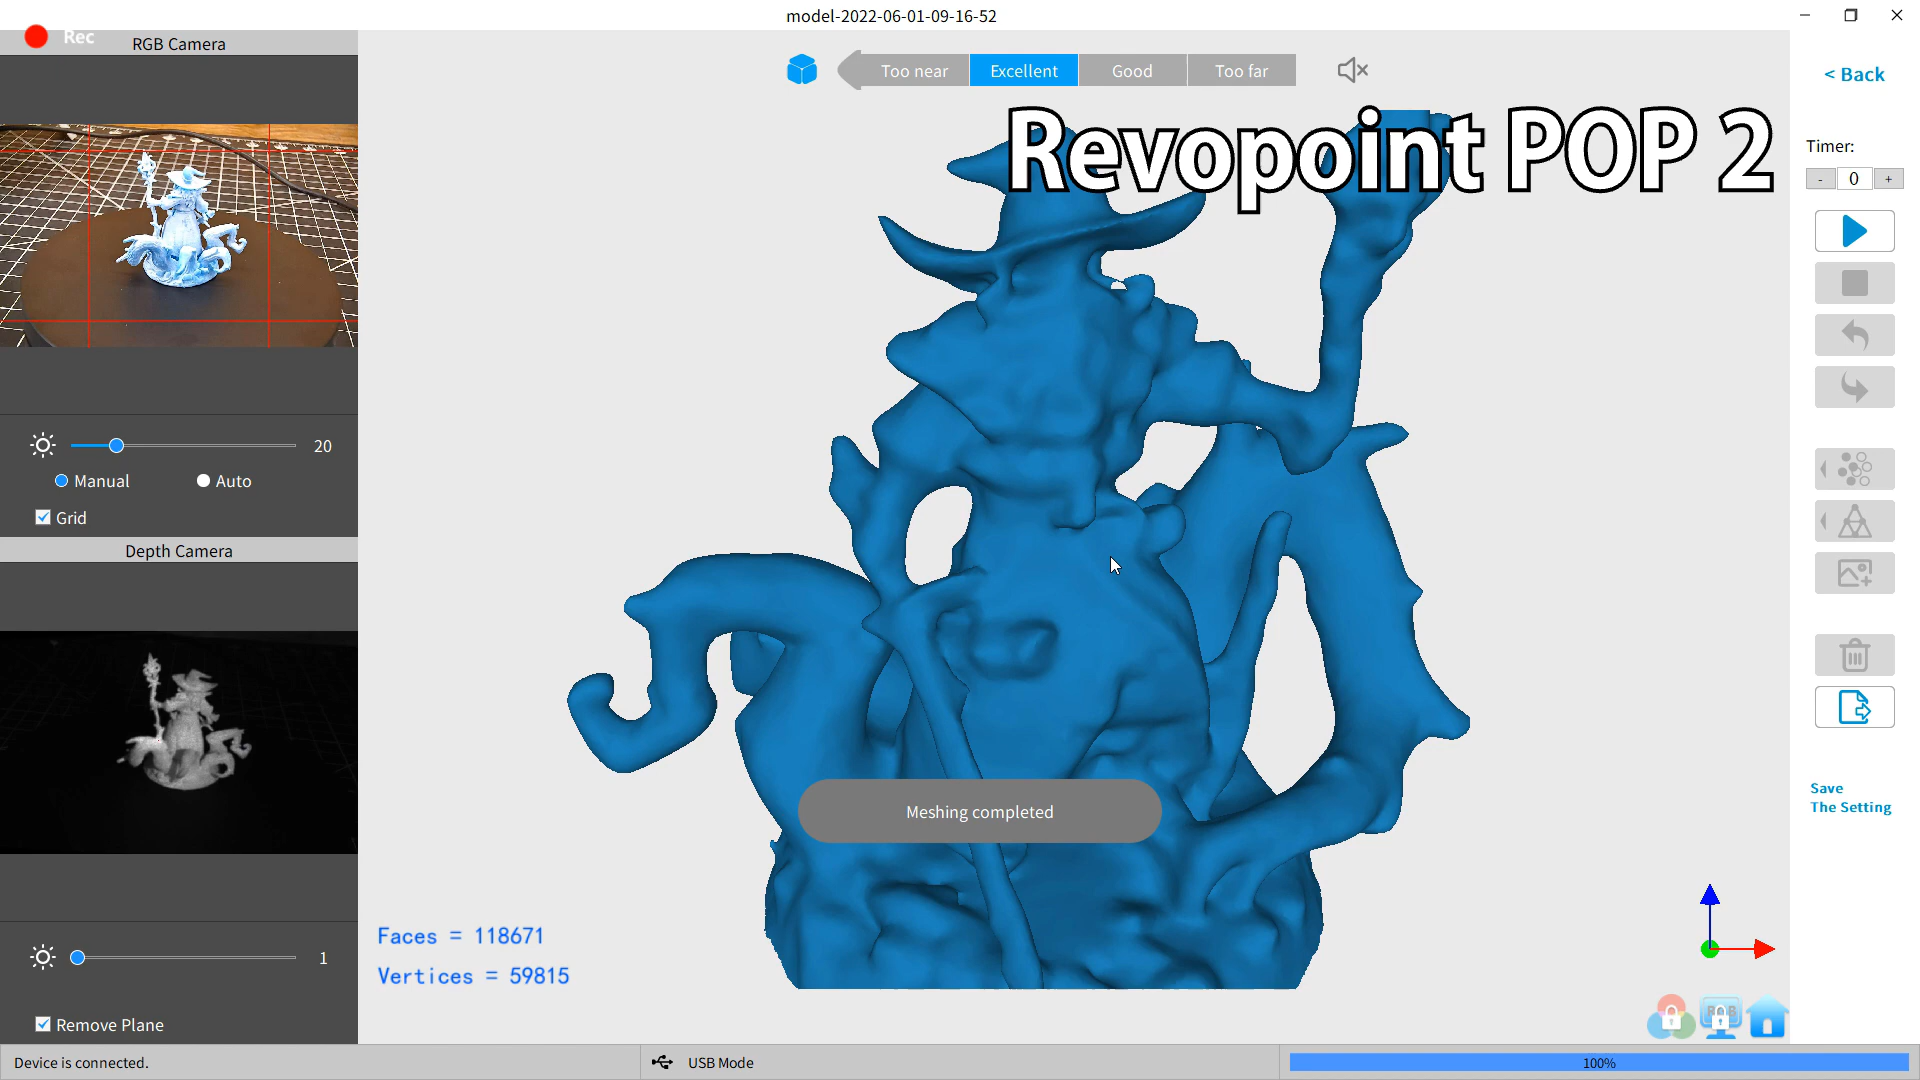 model-2022-06-01-09-16-52
Rec
RGB Camera
Too near
Excellent
Good
Too far
< Back
Revopoint POP 2
Timer:
- 0 +
20
Manual
Auto
Grid
Depth Camera
Save
The Setting
Meshing completed
Faces = 118671
Vertices = 59815
1
Remove Plane
RGB
Device is connected.
USB Mode
100%